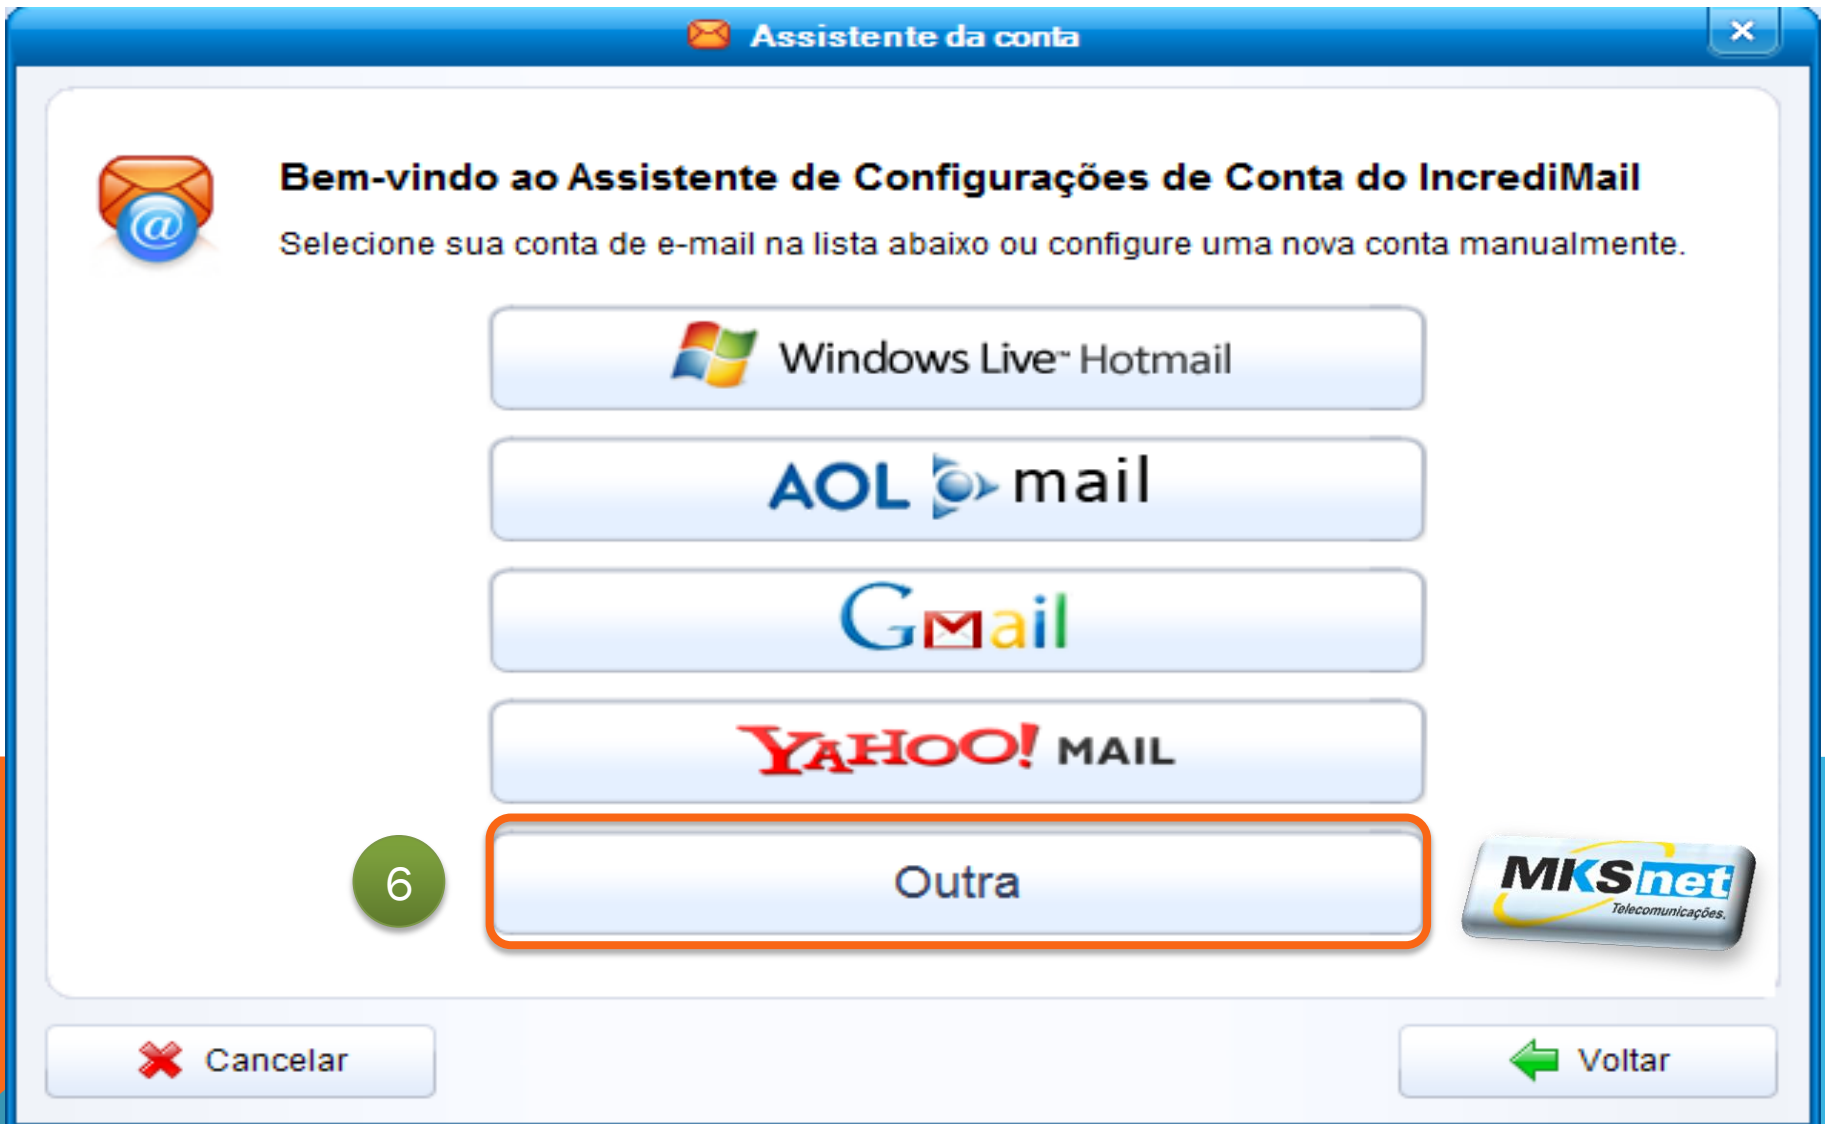 Assistente da conta
Bem-vindo ao Assistente de Configurações de Conta do IncrediMail
Selecione sua conta de e-mail na lista abaixo ou configure uma nova conta manualmente.
Windows Live™ Hotmail
AOL mail
Gmail
YAHOO! MAIL
6
Outra
MKSnet
Telecomunicações.
Cancelar
Voltar